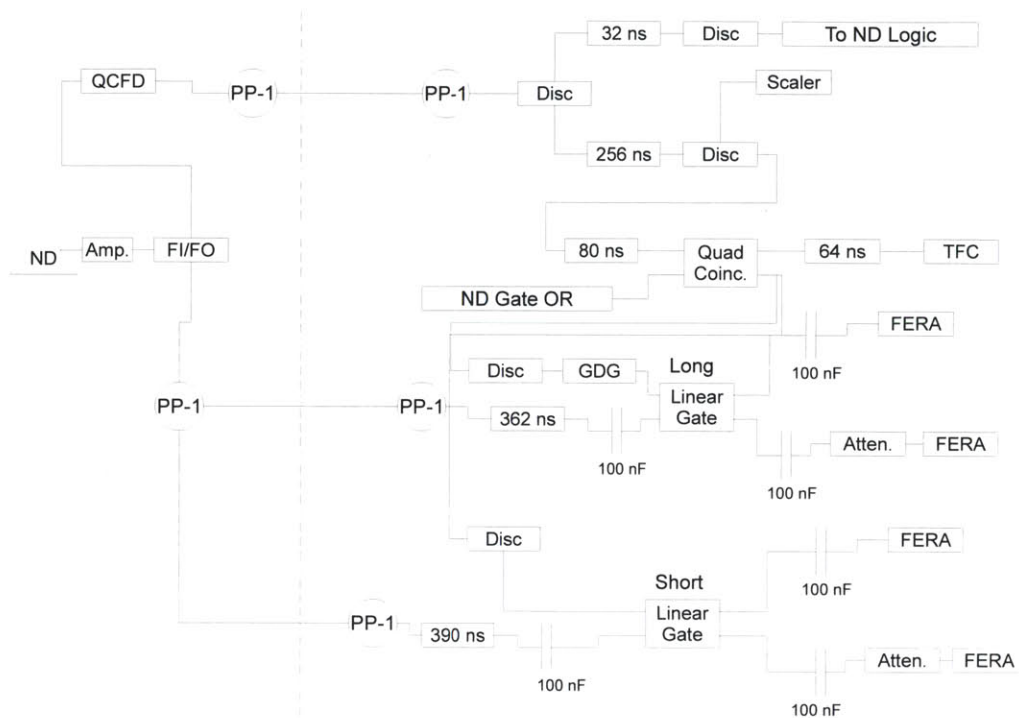 32 ns
Disc
To ND Logic
QCFD
PP-1
PP-1
Disc
Scaler
256 ns
Disc
ND
Amp.
FI/FO
80 ns
Quad
Coinc.
64 ns
TFC
ND Gate OR
FERA
100 nF
Disc
GDG
Long
Linear
Gate
PP-1
PP-1
362 ns
100 nF
Atten.
FERA
100 nF
Disc
FERA
100 nF
Short
Linear
Gate
PP-1
390 ns
100 nF
Atten.
FERA
100 nF